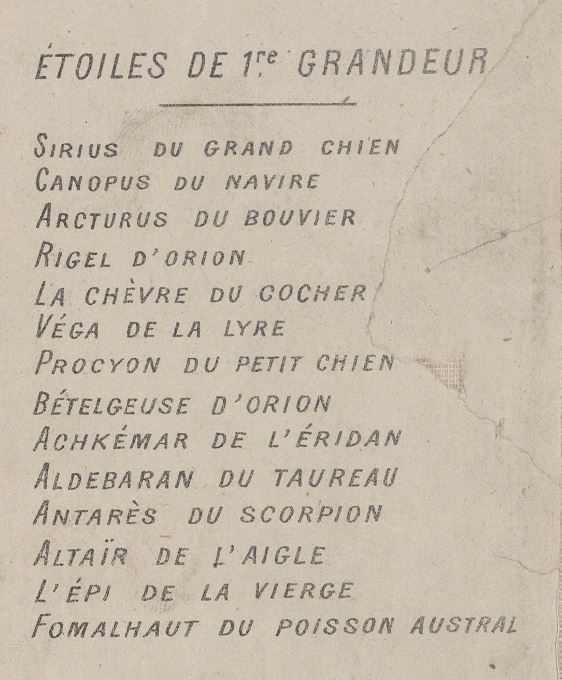 ÉTOILES DE 1re GRANDEUR
SIRIUS DU GRAND CHIEN
CANOPUS DU NAVIRE
ARCTURUS DU BOUVIER
RIGEL D'ORION
LA CHÈVRE DU COCHER
VÉGA DE LA LYRE
PROCYON DU PETIT CHIEN
BÉTELGEUSE D'ORION
ACHKÉMAR DE L'ÉRIDAN
ALDEBARAN DU TAUREAU
ANTARÈS DU SCORPION
ALTAÏR DE L'AIGLE
L'ÉPI DE LA VIERGE
FOMALHAUT DU POISSON AUSTRAL